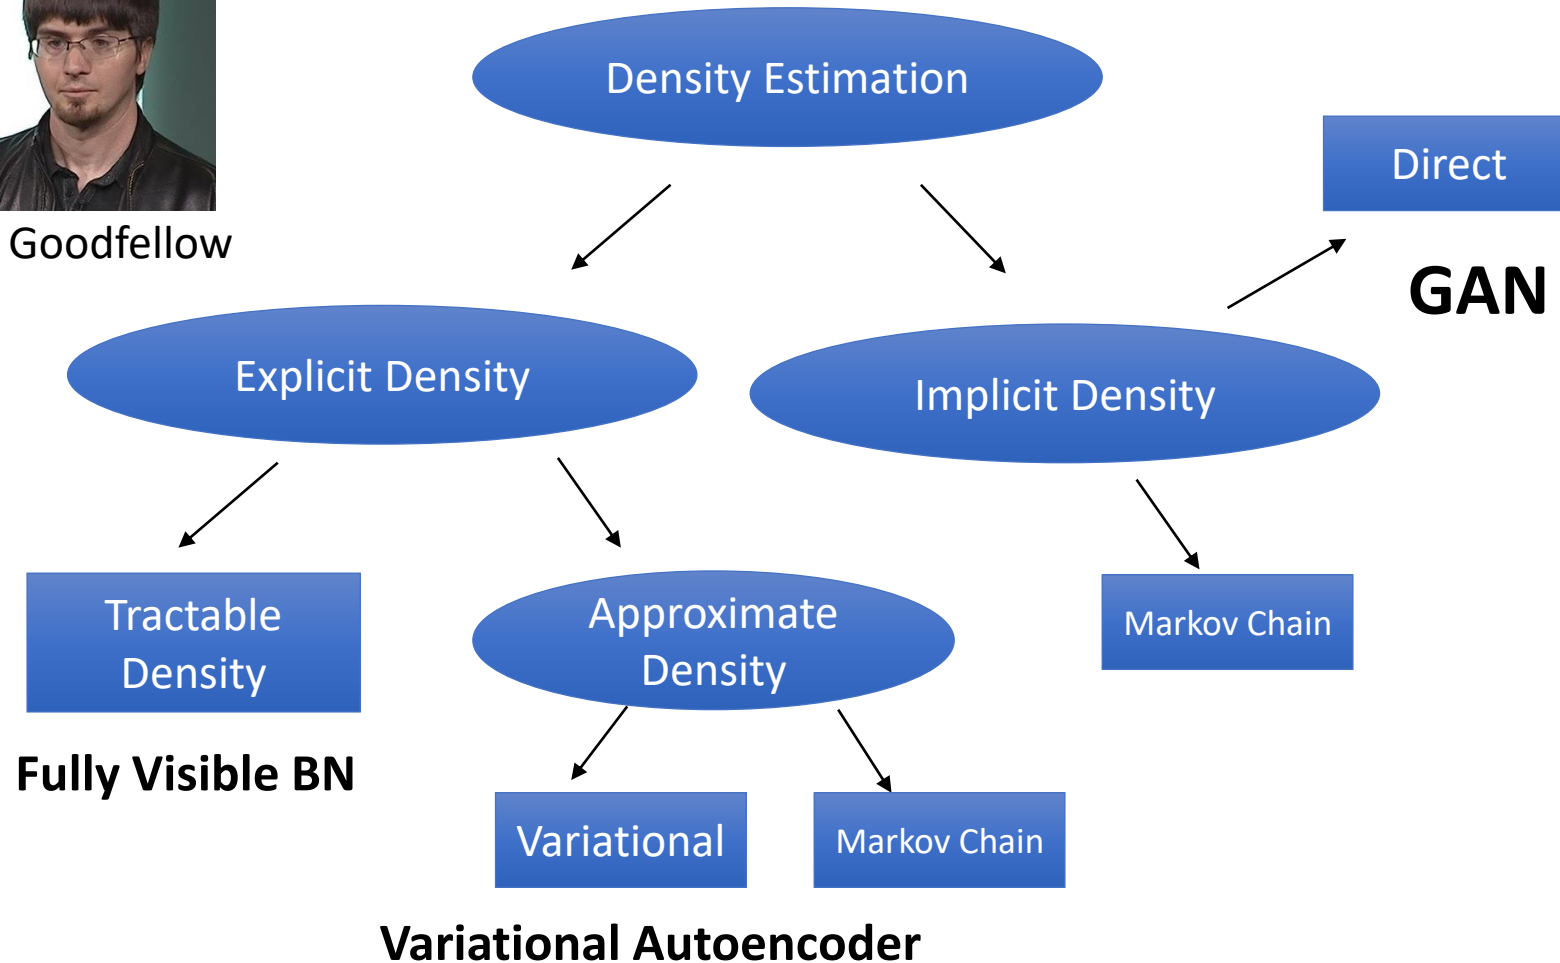 Density Estimation
Direct
Goodfellow
GAN
Explicit Density
Implicit Density
Tractable
Density
Approximate
Density
Markov Chain
Fully Visible BN
Variational
Markov Chain
Variational Autoencoder